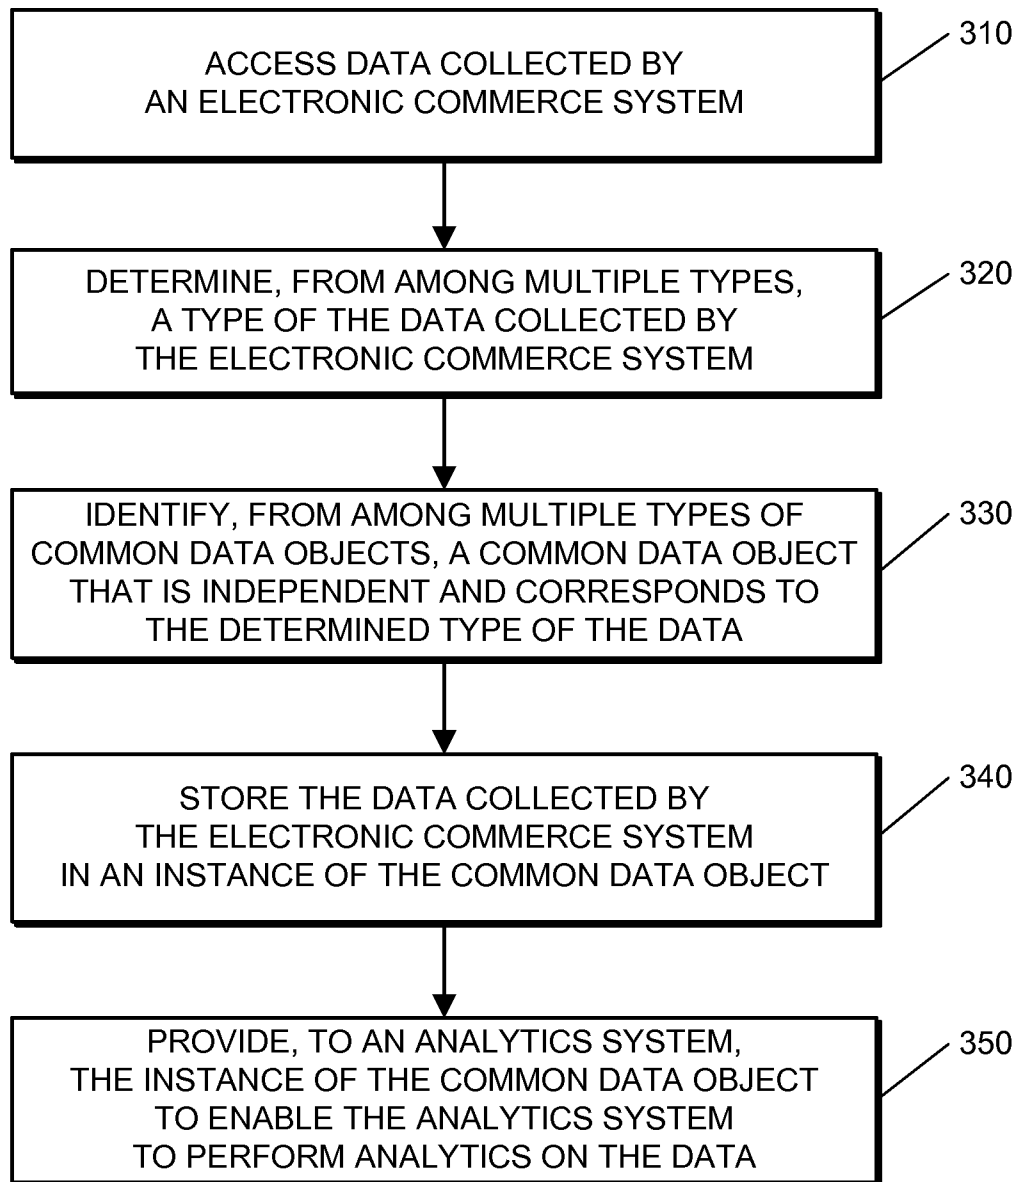 ACCESS DATA COLLECTED BY
AN ELECTRONIC COMMERCE SYSTEM
310
DETERMINE, FROM AMONG MULTIPLE TYPES,
A TYPE OF THE DATA COLLECTED BY
THE ELECTRONIC COMMERCE SYSTEM
320
IDENTIFY, FROM AMONG MULTIPLE TYPES OF
COMMON DATA OBJECTS, A COMMON DATA OBJECT
THAT IS INDEPENDENT AND CORRESPONDS TO
THE DETERMINED TYPE OF THE DATA
330
STORE THE DATA COLLECTED BY
THE ELECTRONIC COMMERCE SYSTEM
IN AN INSTANCE OF THE COMMON DATA OBJECT
340
PROVIDE, TO AN ANALYTICS SYSTEM,
THE INSTANCE OF THE COMMON DATA OBJECT
TO ENABLE THE ANALYTICS SYSTEM
TO PERFORM ANALYTICS ON THE DATA
350